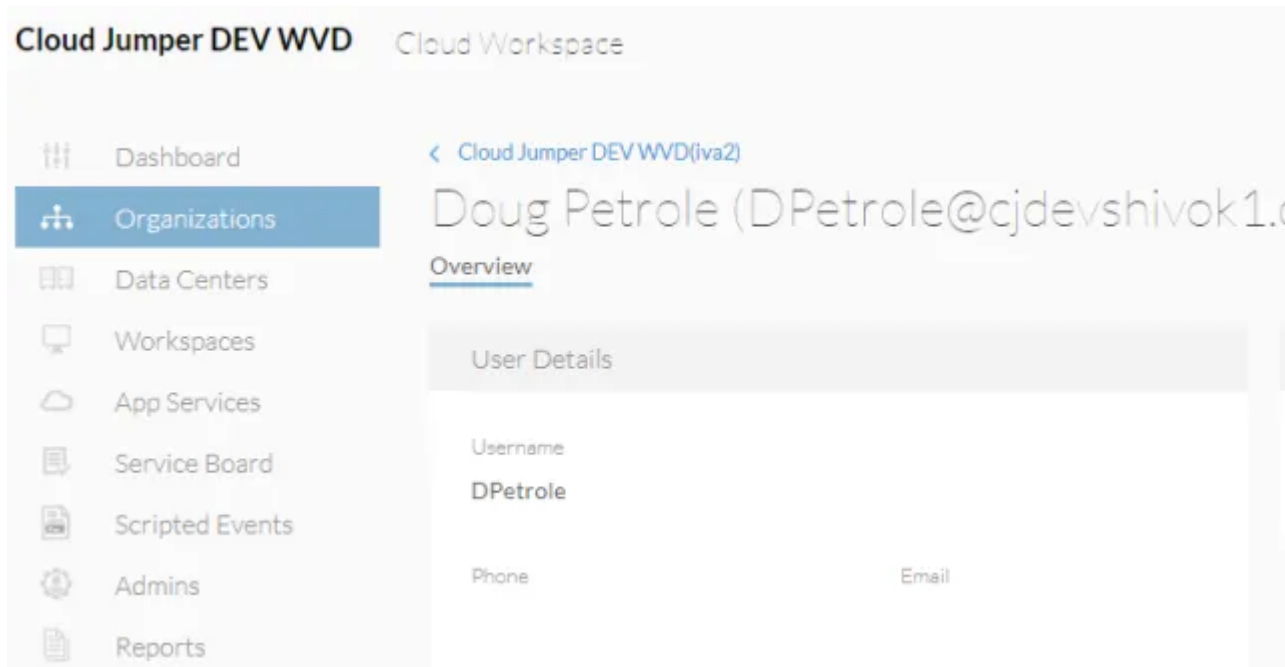 Cloud Jumper DEV WVD Cloud Workspace
Dashboard
Organizations
Data Centers
Workspaces
App Services
Service Board
Scripted Events
Admins
Reports
< Cloud Jumper DEV WVD(iva2)
Doug Petrole (DPetrole@cjdevshivok1.
Overview
User Details
Username
DPetrole
Phone Email